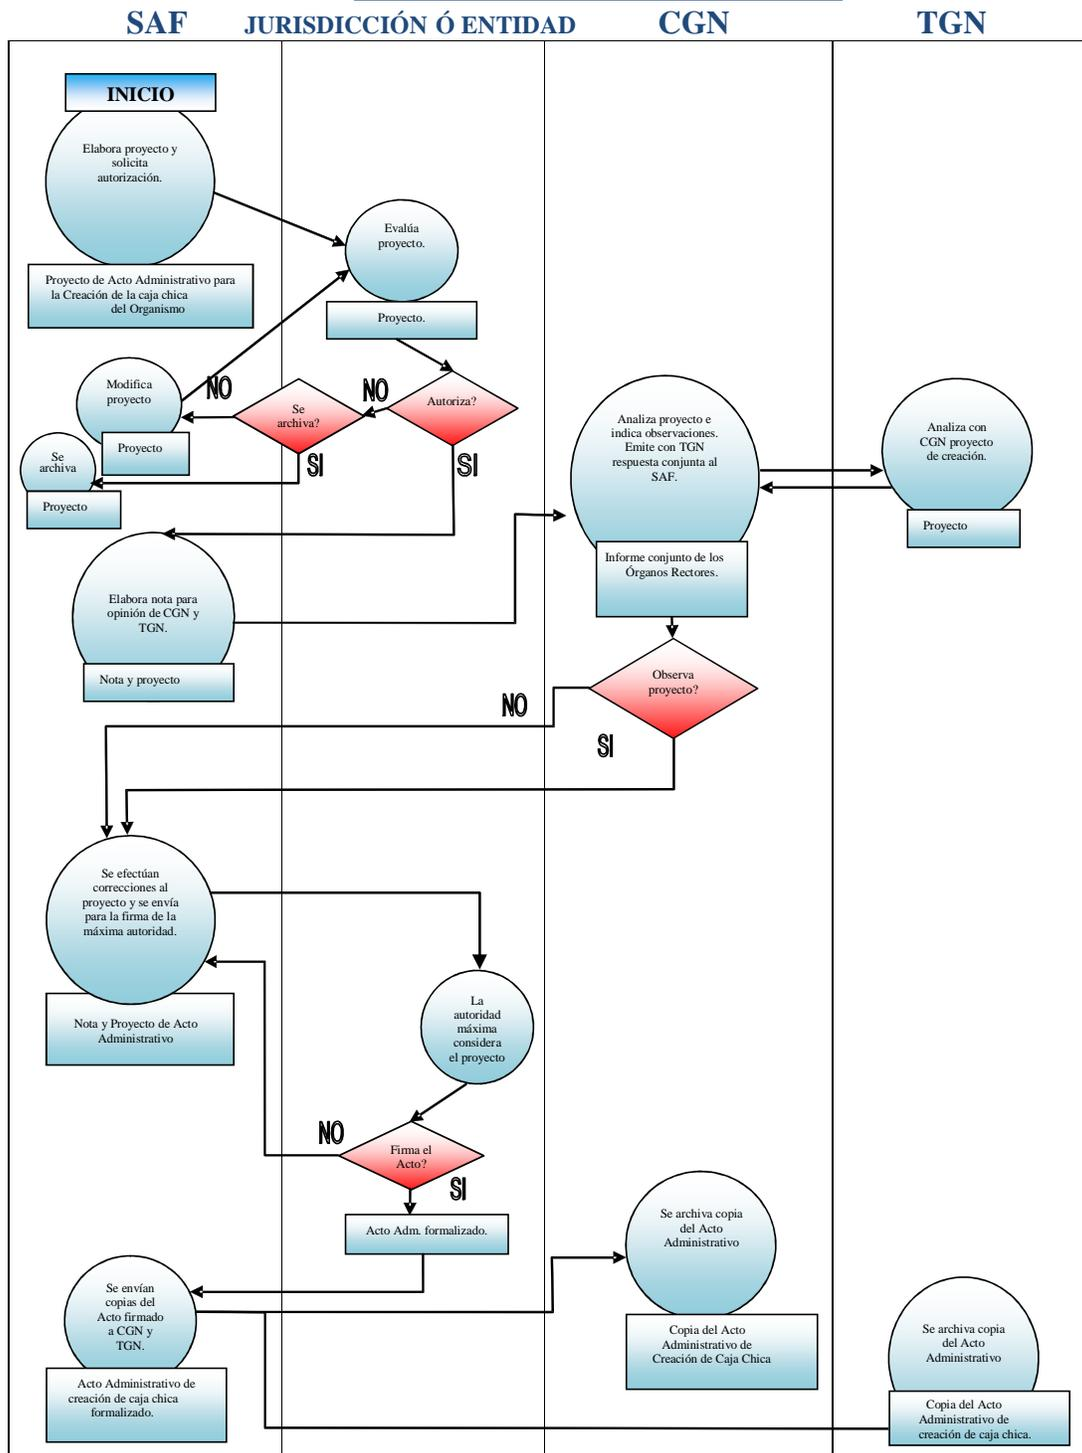 SAF
JURISDICCIÓN Ó ENTIDAD
CGN
TGN
INICIO
Elabora proyecto y
solicita
autorización.
Proyecto de Acto Administrativo para
la Creación de la caja chica
del Organismo
Evalúa
proyecto.
Proyecto.
Autoriza?
NO
Se
archiva?
NO
Modifica
proyecto
Proyecto
SI
SI
Se
archiva
Proyecto
Elabora nota para
opinión de CGN y
TGN.
Nota y proyecto
Analiza proyecto e
indica observaciones.
Emite con TGN
respuesta conjunta al
SAF.
Informe conjunto de los
Órganos Rectores.
Analiza con
CGN proyecto
de creación.
Proyecto
Observa
proyecto?
NO
SI
Se efectúan
correcciones al
proyecto y se envía
para la firma de la
máxima autoridad.
Nota y Proyecto de Acto
Administrativo
La
autoridad
máxima
considera
el proyecto
Firma el
Acto?
NO
SI
Acto Adm. formalizado.
Se envían
copias del
Acto firmado
a CGN y
TGN.
Acto Administrativo de
creación de caja chica
formalizado.
Se archiva copia
del Acto
Administrativo
Copia del Acto
Administrativo de
Creación de Caja Chica
Se archiva copia
del Acto
Administrativo
Copia del Acto
Administrativo de
creación de caja chica.